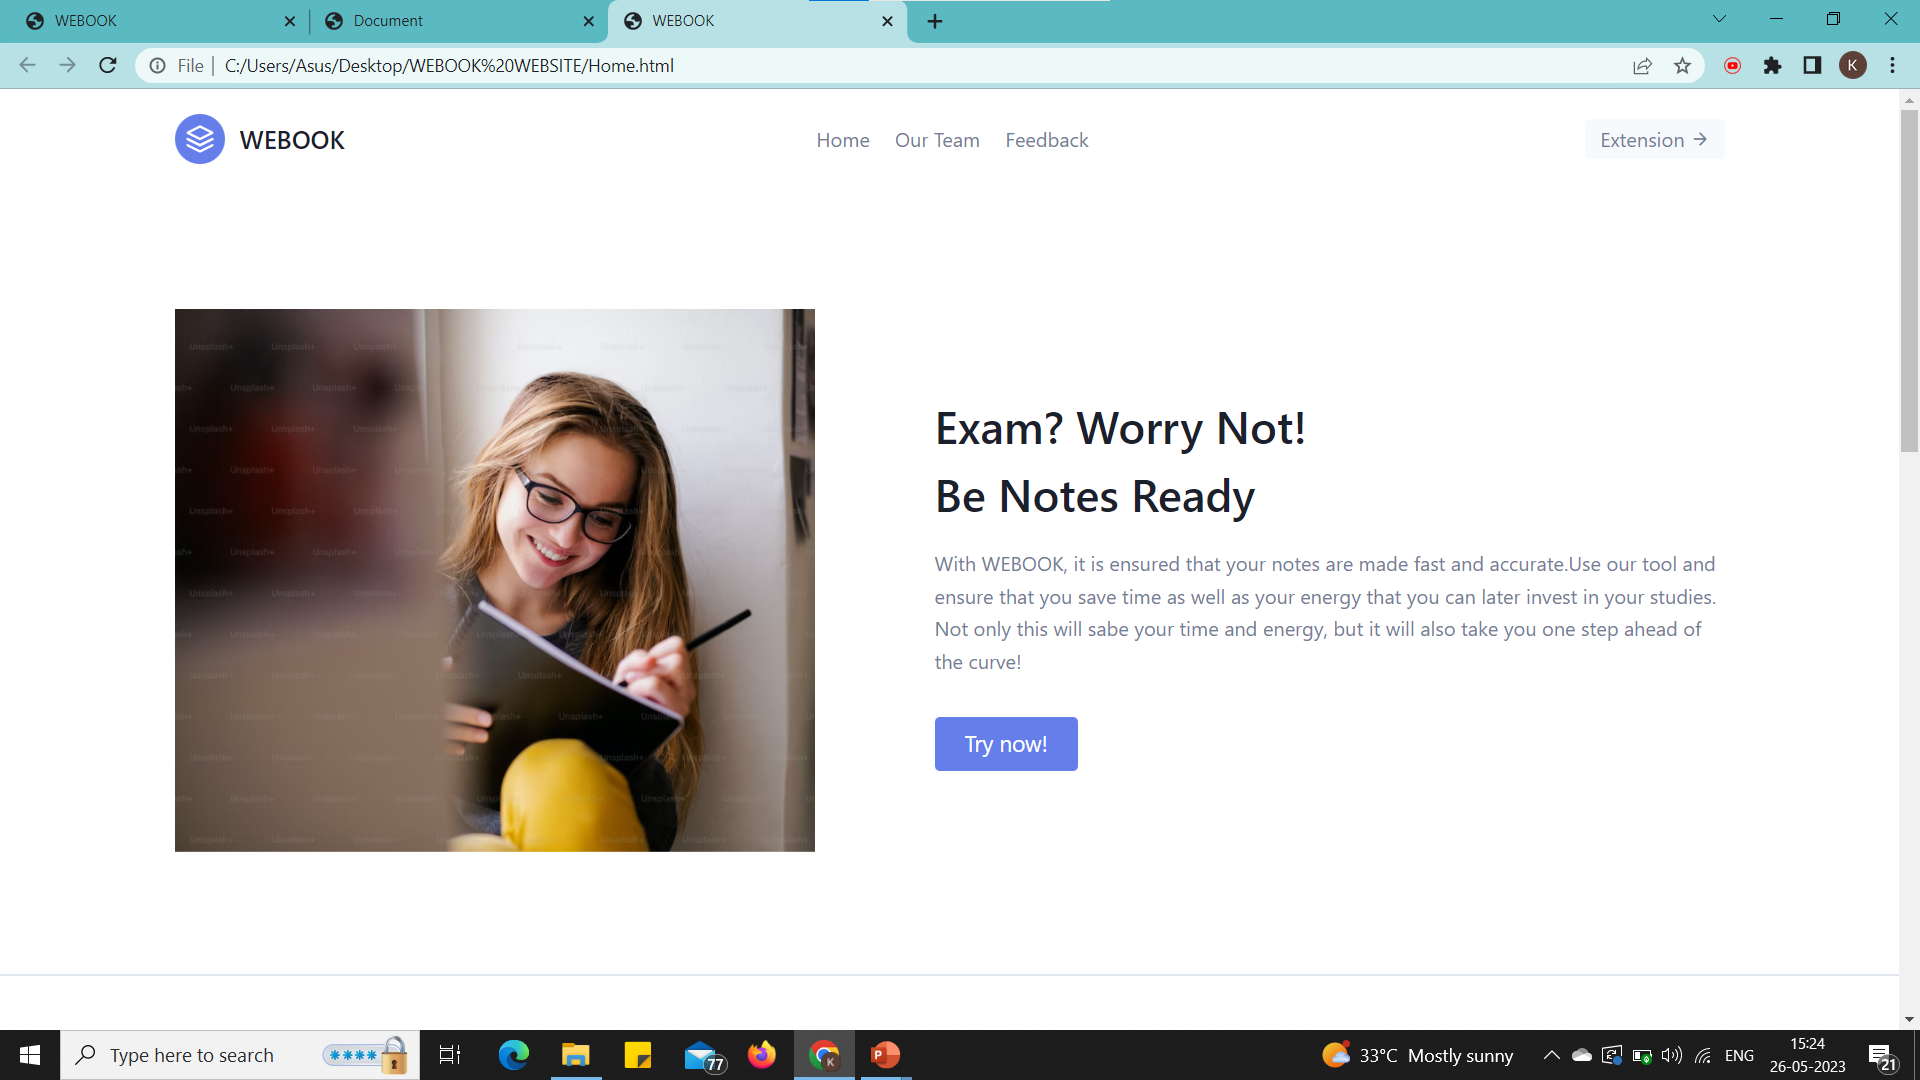 WEBOOK
Document
WEBOOK
File
C:/Users/Asus/Desktop/WEBOOK%20WEBSITE/Home.html
K
WEBOOK
Home
Our Team
Feedback
Extension →
Unsplash+
Exam? Worry Not!
Be Notes Ready
With WEBOOK, it is ensured that your notes are made fast and accurate.Use our tool and
ensure that you save time as well as your energy that you can later invest in your studies.
Not only this will sabe your time and energy, but it will also take you one step ahead of
the curve!
Try now!
Type here to search
77
K
P
33°C Mostly sunny
ENG
15:24
26-05-2023
21